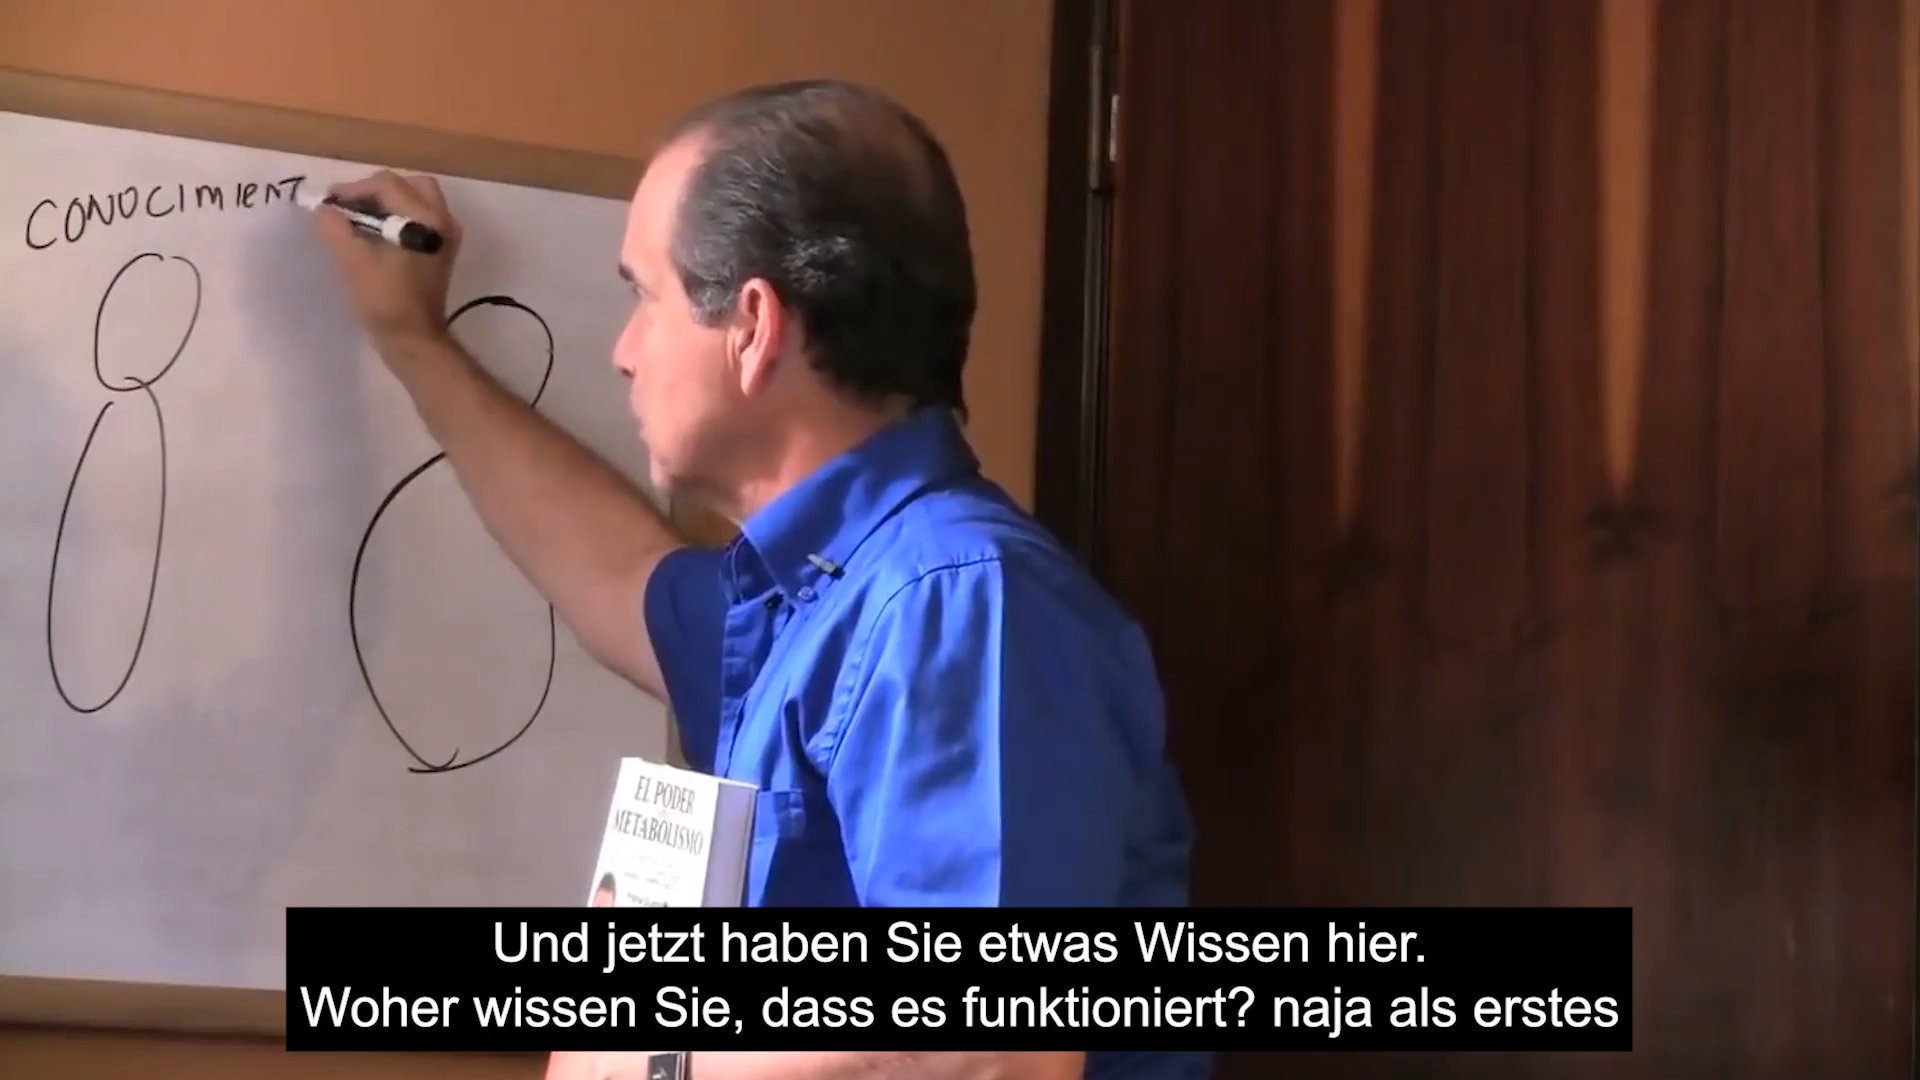 CONOCIMIENT
EL PODER
METABOLISMO
Und jetzt haben Sie etwas Wissen hier.
Woher wissen Sie, dass es funktioniert? naja als erstes